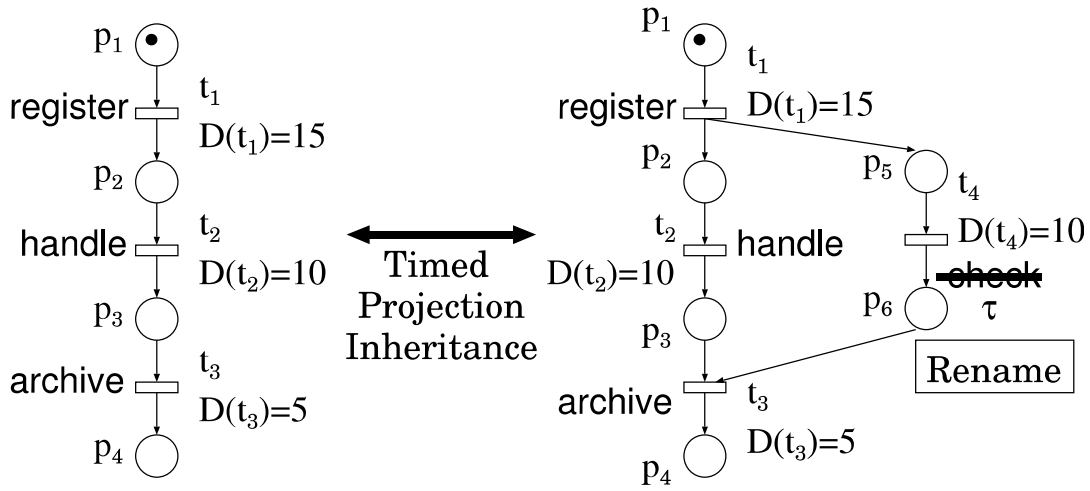 p₁
t₁
register
D(t₁)=15
p₂
t₂
handle
D(t₂)=10
p₃
t₃
archive
D(t₃)=5
p₄
Timed
Projection
Inheritance
p₁
t₁
register
D(t₁)=15
p₂
p₅
t₄
t₂
handle
D(t₄)=10
D(t₂)=10
check
p₆
τ
p₃
Rename
archive
t₃
D(t₃)=5
p₄